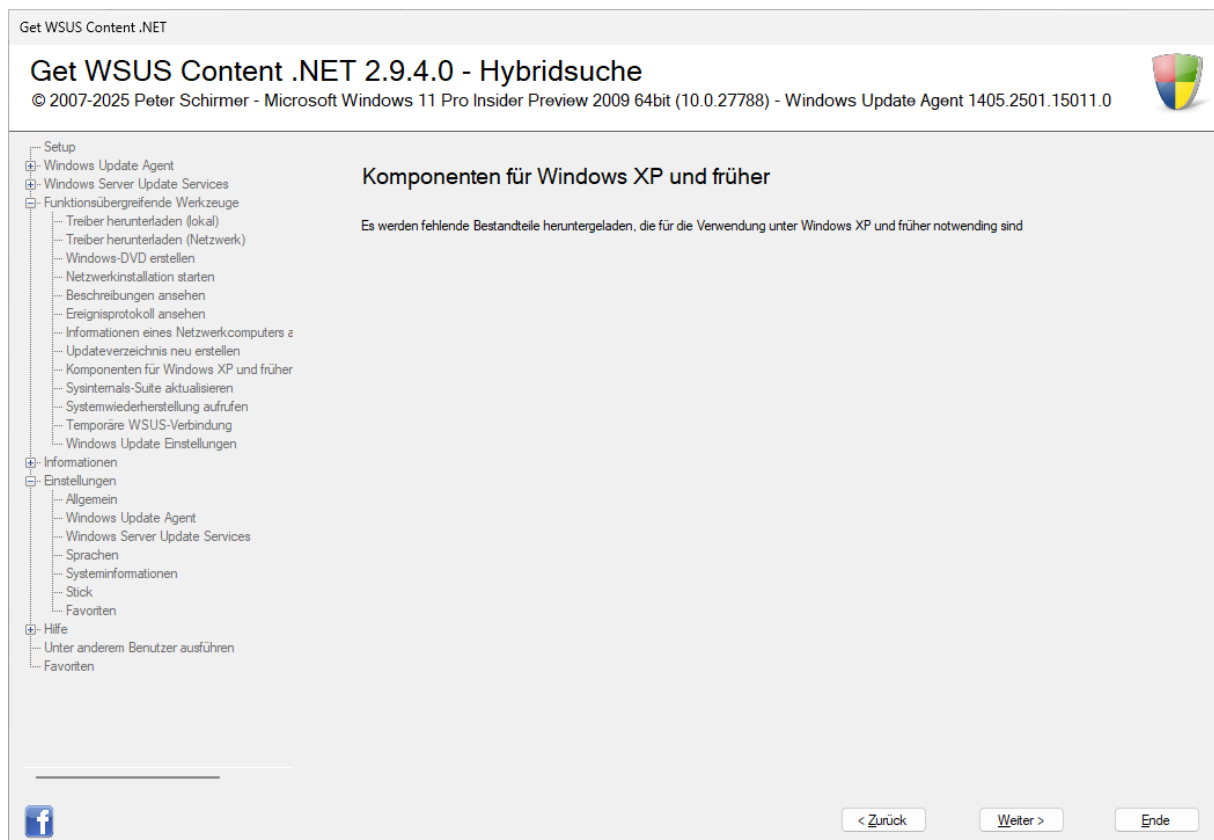 Get WSUS Content .NET
Get WSUS Content .NET 2.9.4.0 - Hybridsuche
© 2007-2025 Peter Schirmer - Microsoft Windows 11 Pro Insider Preview 2009 64bit (10.0.27788) - Windows Update Agent 1405.2501.15011.0
Setup
Windows Update Agent
Windows Server Update Services
Funktionsübergreifende Werkzeuge
Treiber herunterladen (lokal)
Treiber herunterladen (Netzwerk)
Windows-DVD erstellen
Netzwerkinstallation starten
Beschreibungen ansehen
Ereignisprotokoll ansehen
Informationen eines Netzwerkcomputers a
Updateverzeichnis neu erstellen
Komponenten für Windows XP und früher
Sysinternals-Suite aktualisieren
Systemwiederherstellung aufrufen
Temporäre WSUS-Verbindung
Windows Update Einstellungen
Informationen
Einstellungen
Allgemein
Windows Update Agent
Windows Server Update Services
Sprachen
Systeminformationen
Stick
Favoriten
Hilfe
Unter anderem Benutzer ausführen
Favoriten
Komponenten für Windows XP und früher
Es werden fehlende Bestandteile heruntergeladen, die für die Verwendung unter Windows XP und früher notwending sind
< Zurück
Weiter >
Ende